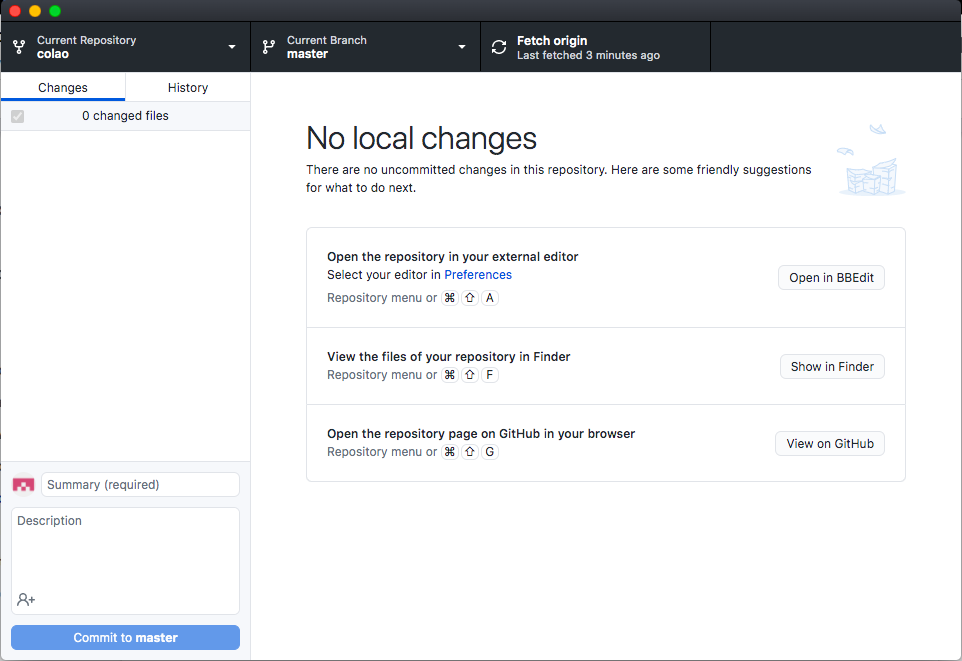 Current Repository
colao
Current Branch
master
Fetch origin
Last fetched 3 minutes ago
Changes
History
0 changed files
No local changes
There are no uncommitted changes in this repository. Here are some friendly suggestions
for what to do next.
Open the repository in your external editor
Select your editor in Preferences
Repository menu or ⌘ ⇧ A
Open in BBEdit
View the files of your repository in Finder
Repository menu or ⌘ ⇧ F
Show in Finder
Open the repository page on GitHub in your browser
Repository menu or ⌘ ⇧ G
View on GitHub
Summary (required)
Description
Commit to master